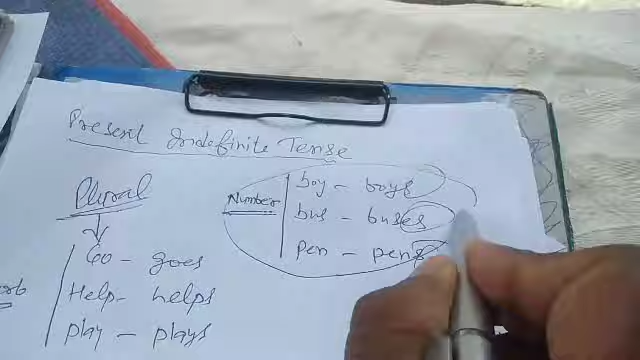 Present Indefinite Tense
Plural
Go - goes
Help - helps
play - plays
Number
boy - boys
bus - buses
pen - pens